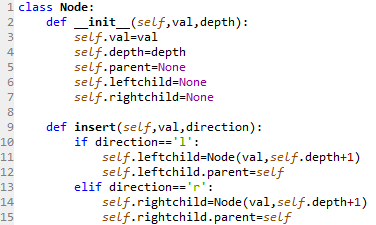 1 class Node:
2     def __init__(self,val,depth):
3         self.val=val
4         self.depth=depth
5         self.parent=None
6         self.leftchild=None
7         self.rightchild=None
8
9     def insert(self,val,direction):
10         if direction=='l':
11             self.leftchild=Node(val,self.depth+1)
12             self.leftchild.parent=self
13         elif direction=='r':
14             self.rightchild=Node(val,self.depth+1)
15             self.rightchild.parent=self